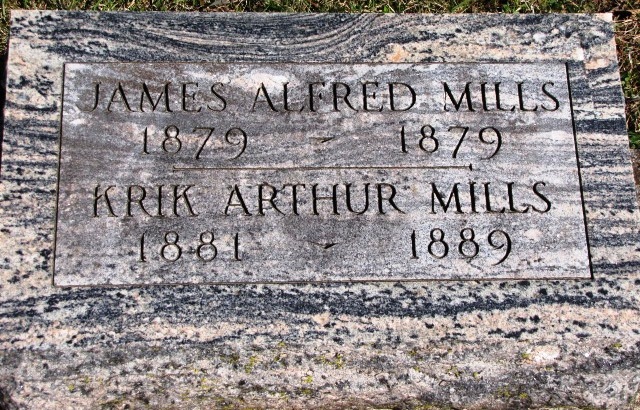 JAMES ALFRED MILLS
1879 - 1879
KRIK ARTHUR MILLS
1881 - 1889